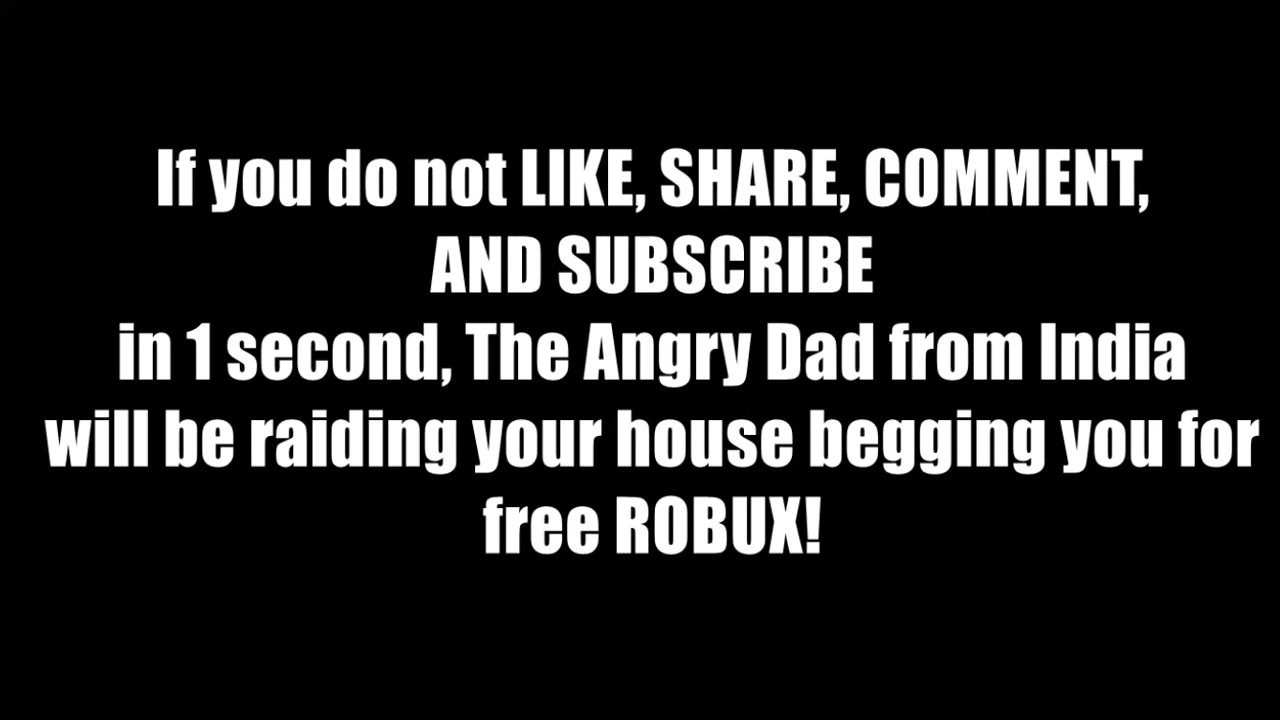 If you do not LIKE, SHARE, COMMENT,
AND SUBSCRIBE
in 1 second, The Angry Dad from India
will be raiding your house begging you for
free ROBUX!